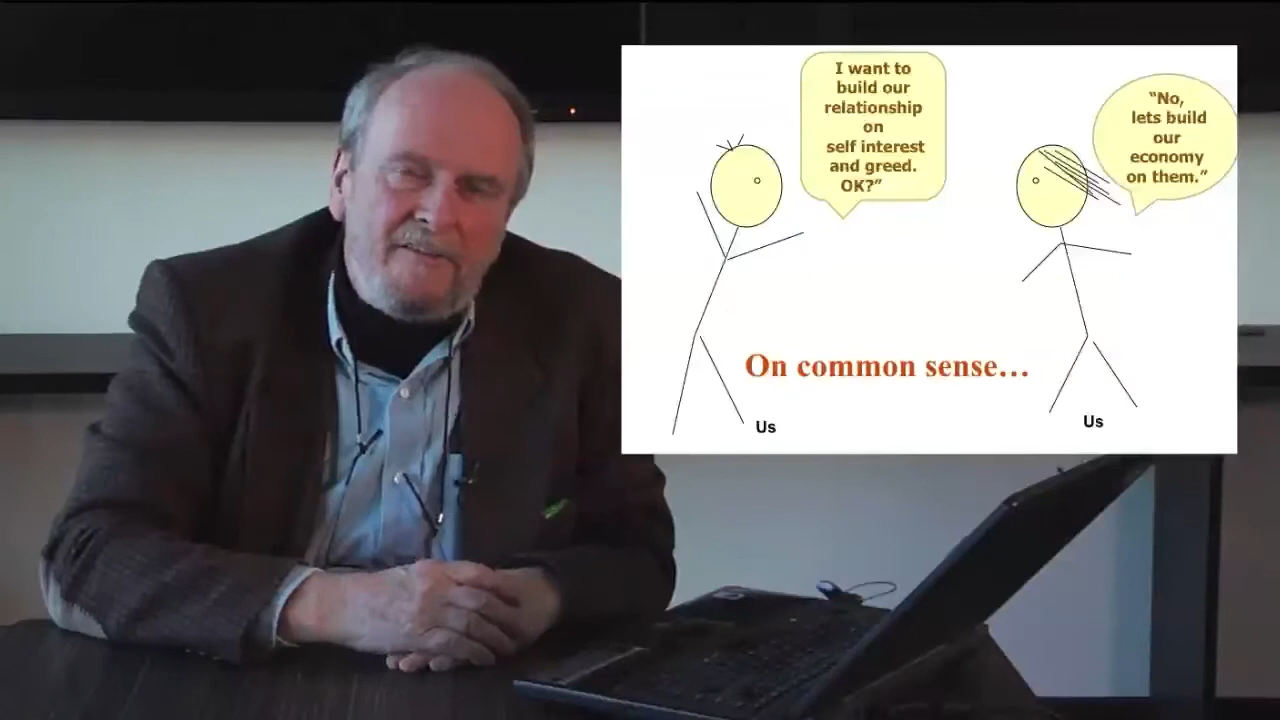 I want to
build our
relationship
on
self interest
and greed.
OK?”
“No,
lets build
our
economy
on them.”
On common sense…
Us
Us